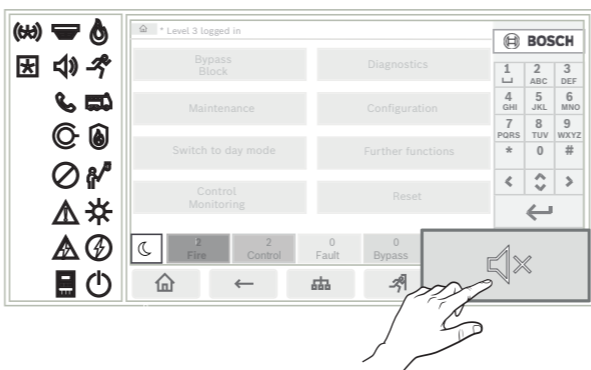 * Level 3 logged in
BOSCH
Bypass
Block
Diagnostics
Maintenance
Configuration
Switch to day mode
Further functions
Control
Monitoring
Reset
1
2 ABC
3 DEF
4 GHI
5 JKL
6 MNO
7 PQRS
8 TUV
9 WXYZ
* 0 #
2 Fire
2 Control
0 Fault
0 Bypass